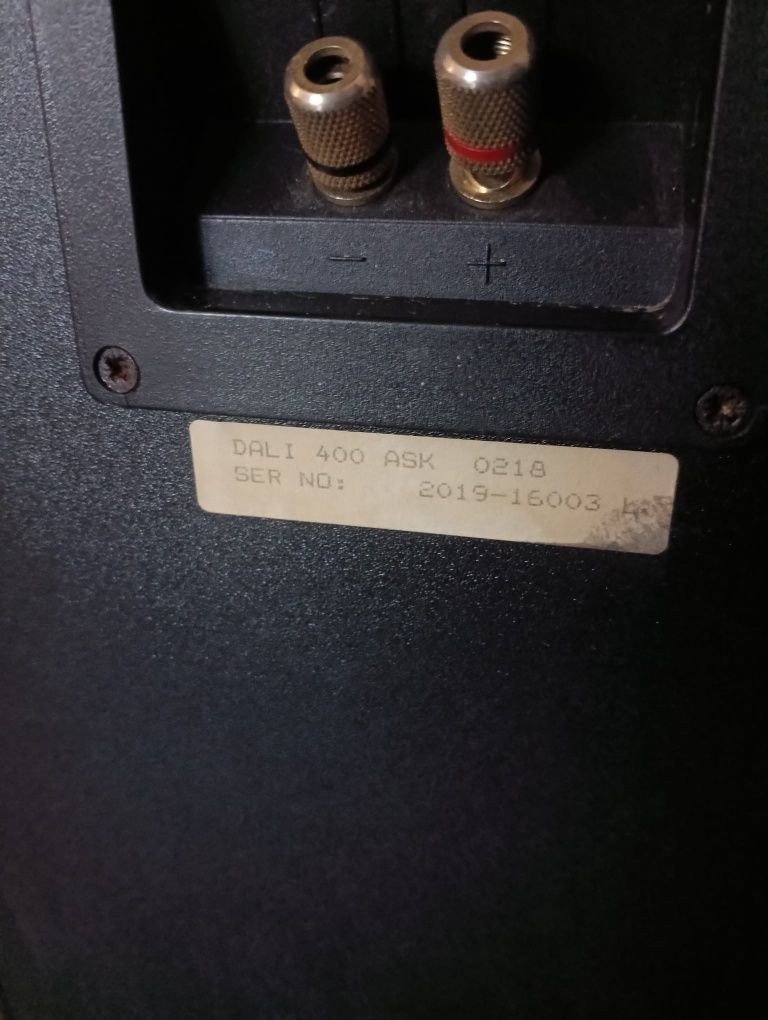 − +
DALI 400 ASK 0218
SER NO: 2019-16003